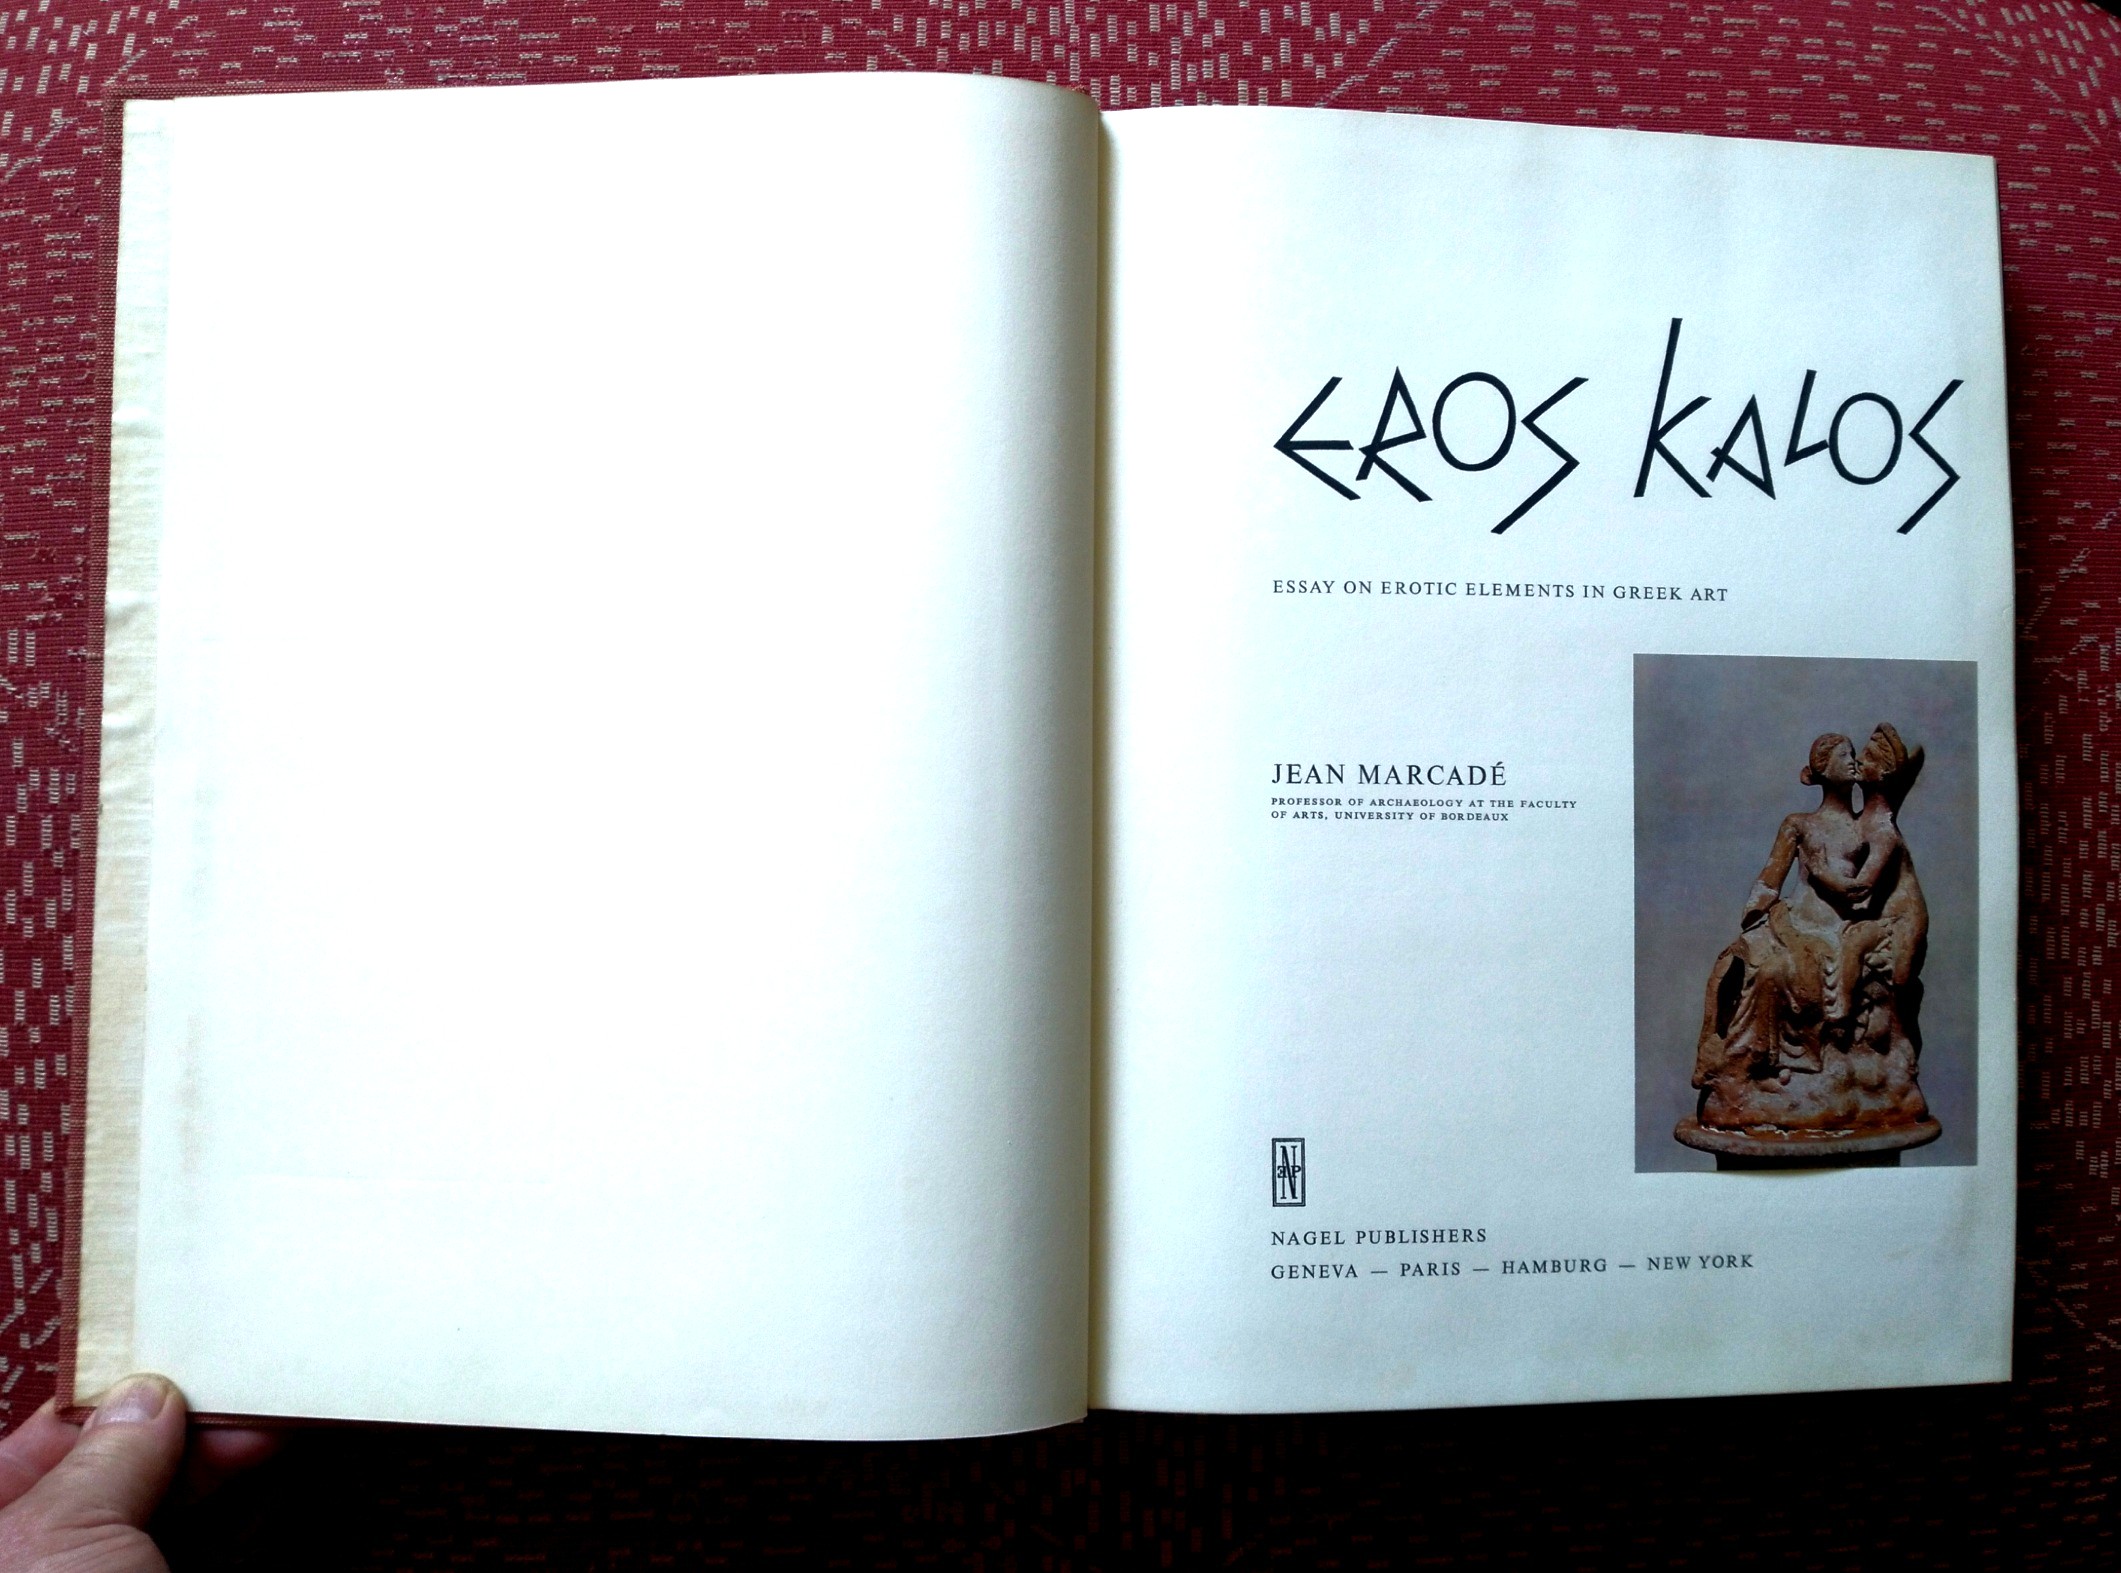 EROS KALOS
ESSAY ON EROTIC ELEMENTS IN GREEK ART
JEAN MARCADÉ
PROFESSOR OF ARCHAEOLOGY AT THE FACULTY
OF ARTS, UNIVERSITY OF BORDEAUX
ENP
NAGEL PUBLISHERS
GENEVA — PARIS — HAMBURG — NEW YORK